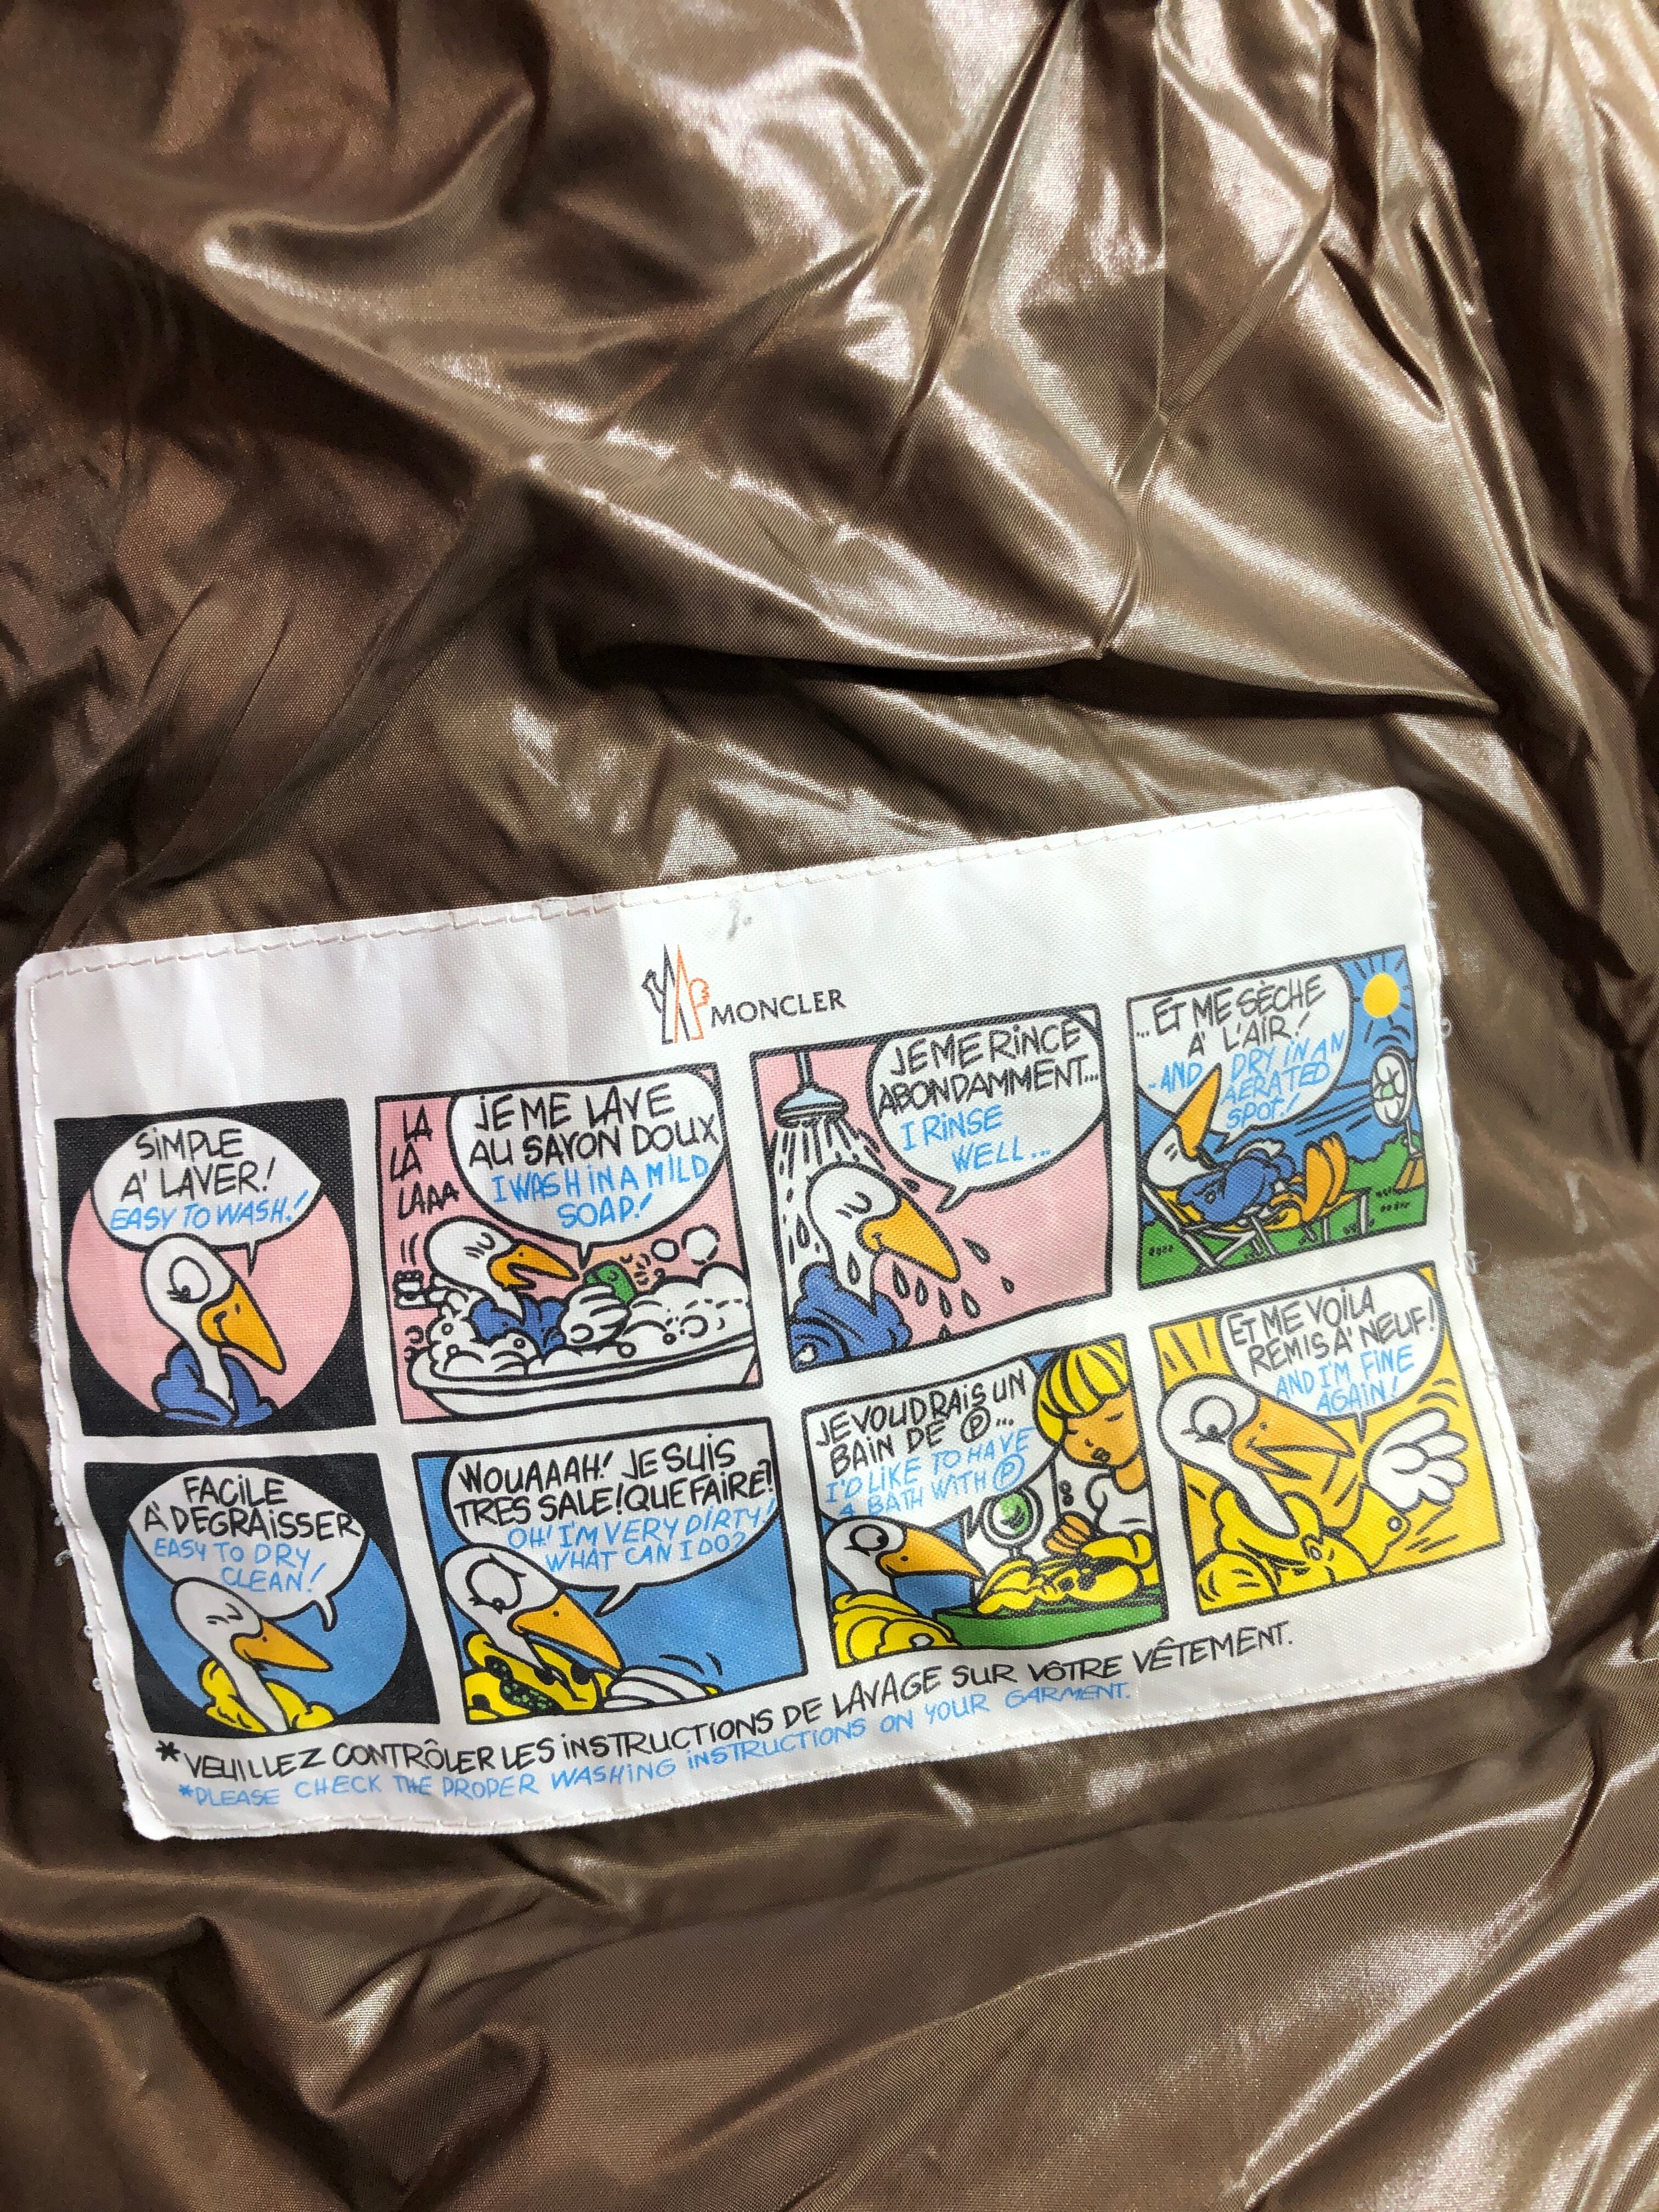 MONCLER
SIMPLE
A' LAVER!
EASY TO WASH!
LA
LA
LAAA
JE ME LAVE
AU SAVON DOUX
I WASH IN A MILD
SOAP!
JE ME RINCE
ABONDAMMENT...
I RINSE
WELL...
...ET ME SÈCHE
A' L'AIR!
-AND DRY IN AN
AERATED
SPOT!
FACILE
A' DEGRAISSER
EASY TO DRY
CLEAN!
WOUAAAH! JE SUIS
TRES SALE! QUE FAIRE?
OH! I'M VERY DIRTY!
WHAT CAN I DO?
JE VOUDRAIS UN
BAIN DE Ⓟ...
I'D LIKE TO HAVE
A BATH WITH Ⓟ
ET ME VOILA
REMIS A' NEUF!
AND I'M FINE
AGAIN!
*VEUILLEZ CONTRÔLER LES INSTRUCTIONS DE LAVAGE SUR VÔTRE VÊTEMENT.
*PLEASE CHECK THE PROPER WASHING INSTRUCTIONS ON YOUR GARMENT.